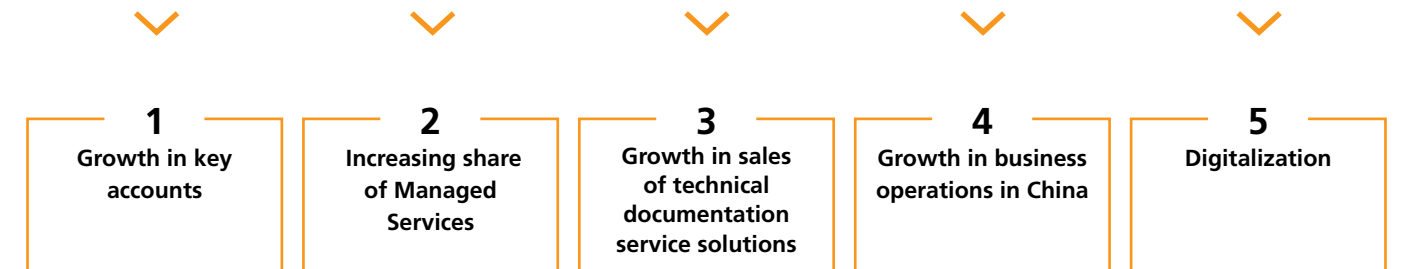 1
Growth in key
accounts
2
Increasing share
of Managed
Services
3
Growth in sales
of technical
documentation
service solutions
4
Growth in business
operations in China
5
Digitalization